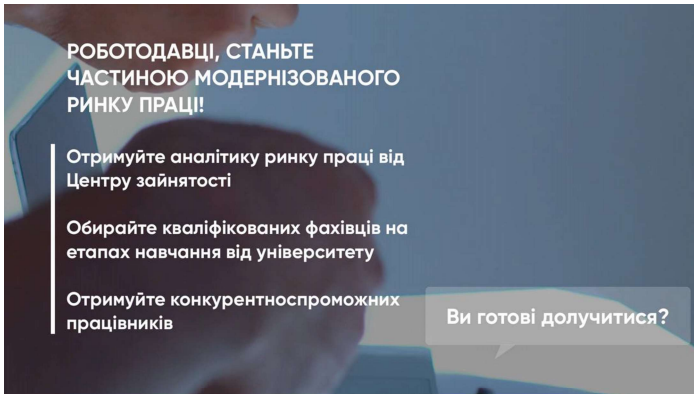 РОБОТОДАВЦІ, СТАНЬТЕ
ЧАСТИНОЮ МОДЕРНІЗОВАНОГО
РИНКУ ПРАЦІ!
Отримуйте аналітику ринку праці від
Центру зайнятості
Обирайте кваліфікованих фахівців на
етапах навчання від університету
Отримуйте конкурентноспроможних
працівників
Ви готові долучитися?